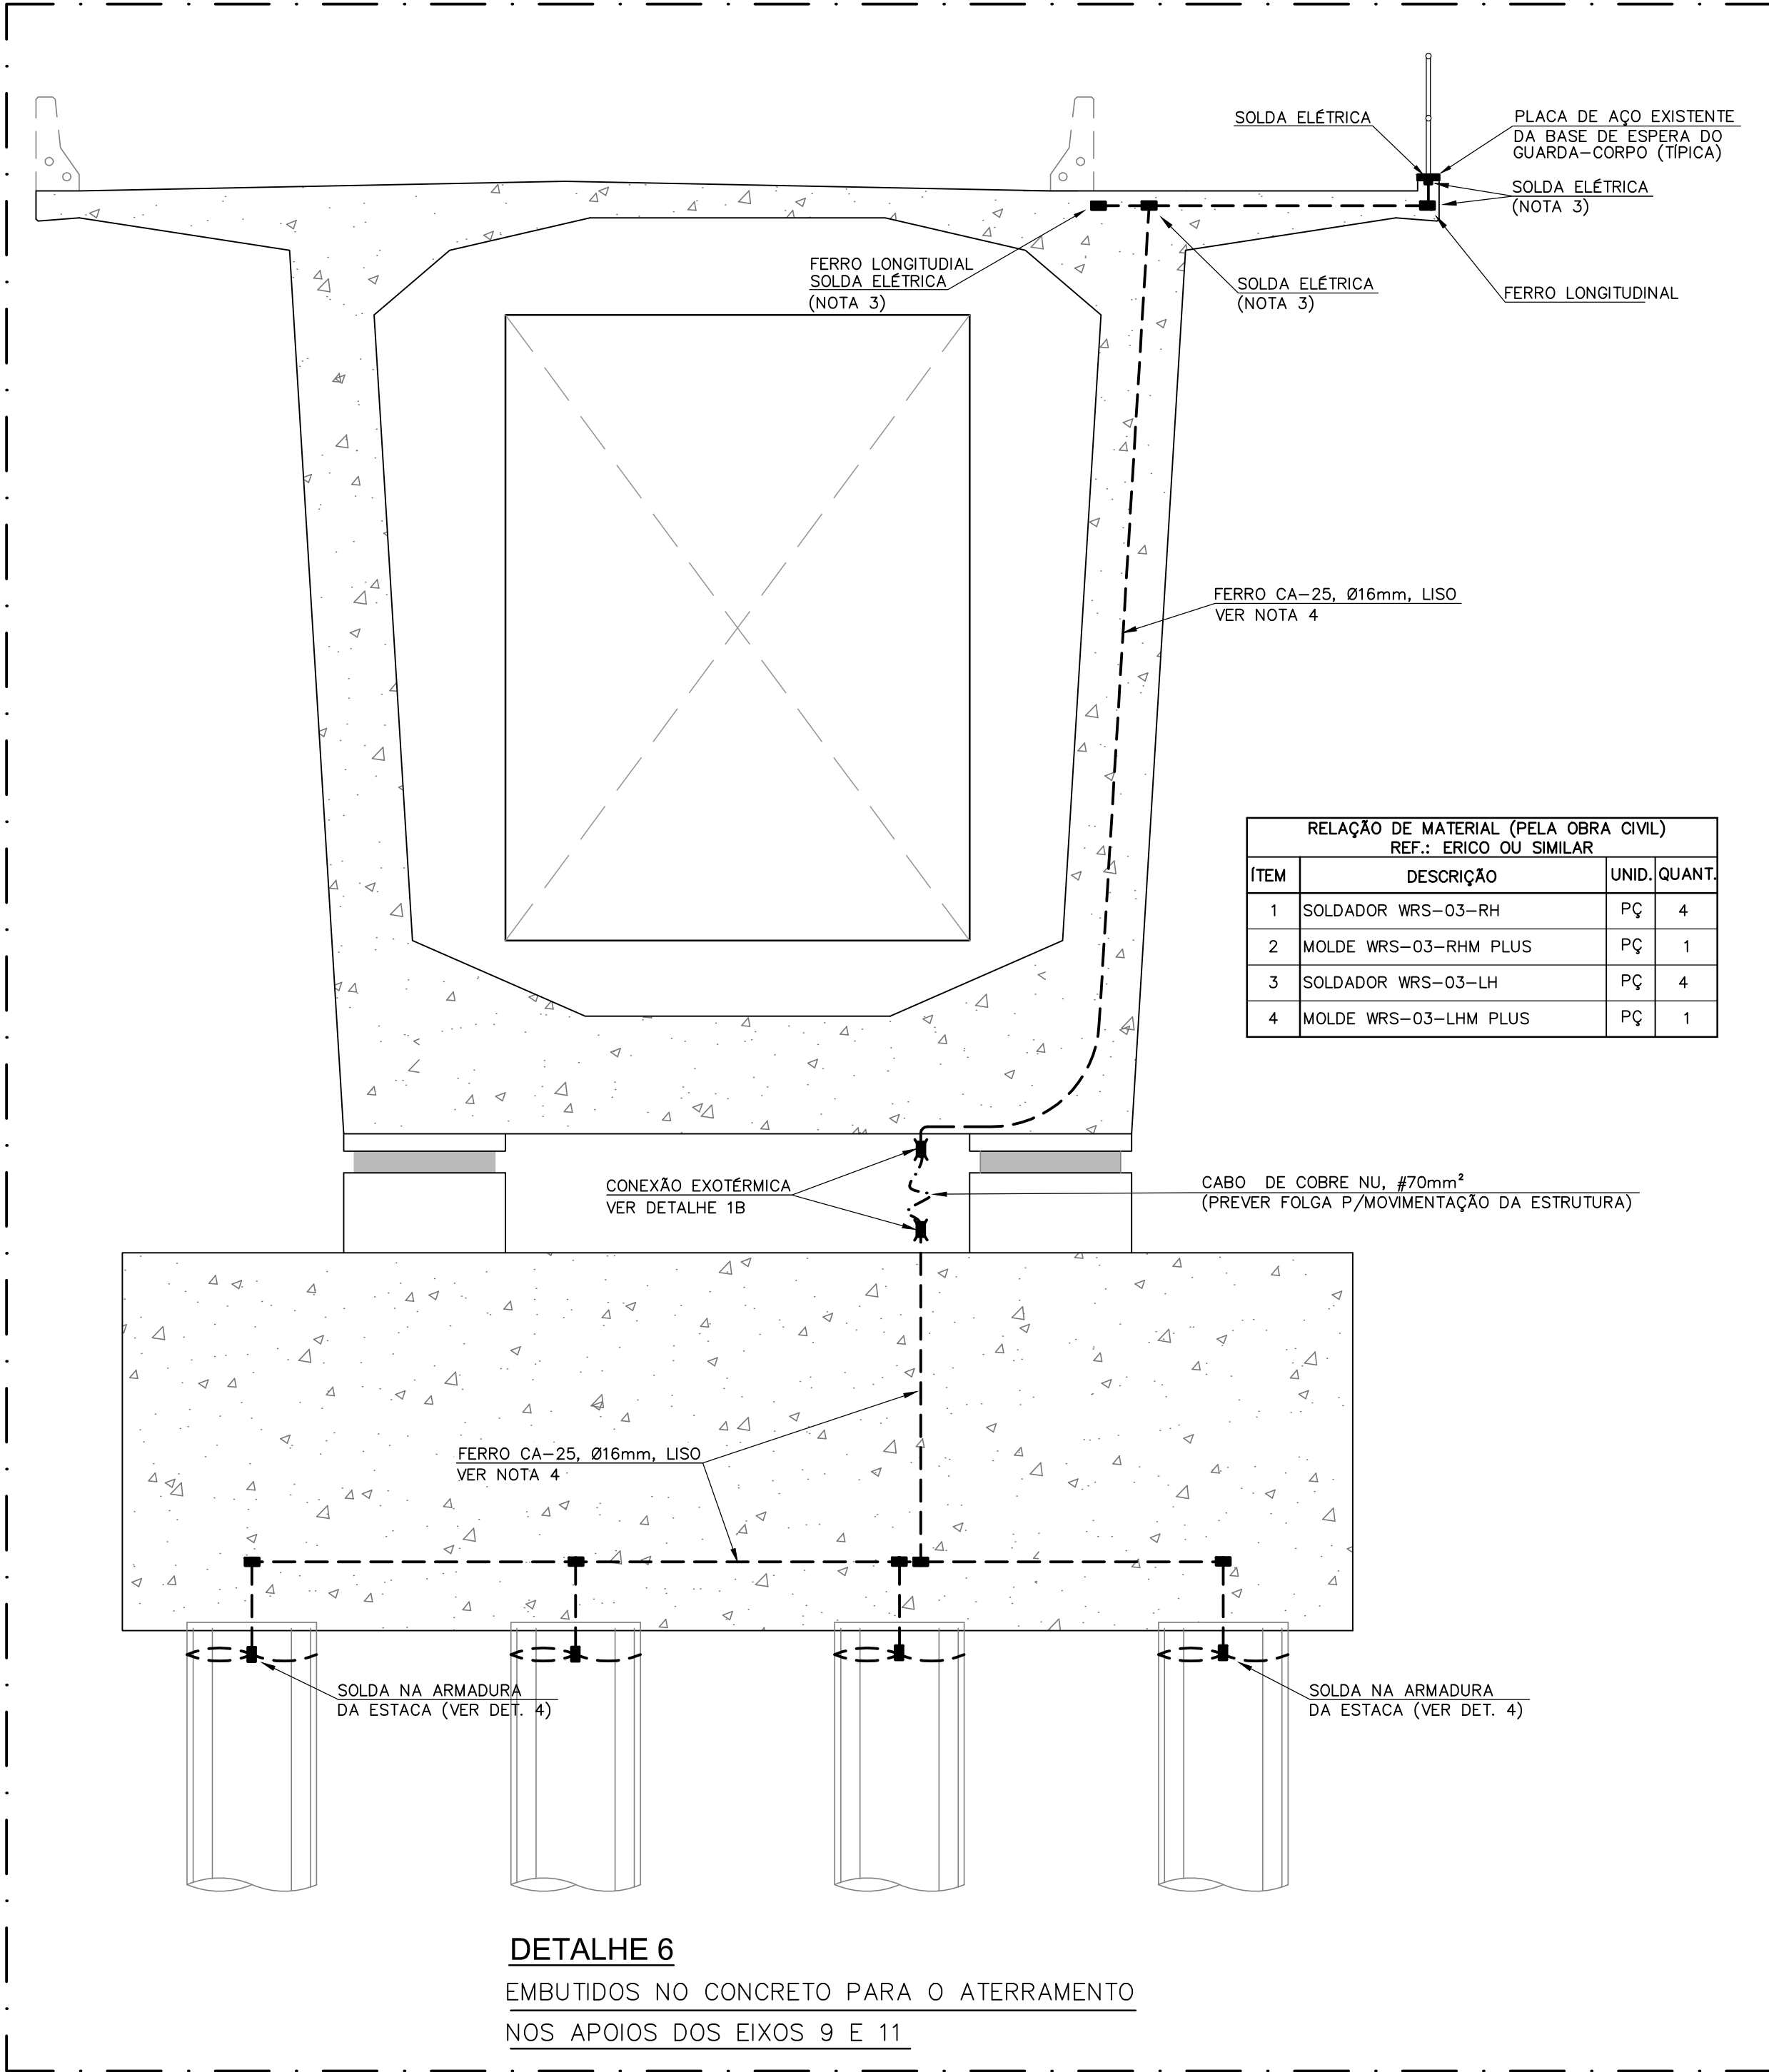 SOLDA ELÉTRICA
PLACA DE AÇO EXISTENTE
DA BASE DE ESPERA DO
GUARDA-CORPO (TÍPICA)
SOLDA ELÉTRICA
(NOTA 3)
FERRO LONGITUDIAL
SOLDA ELÉTRICA
(NOTA 3)
SOLDA ELÉTRICA
(NOTA 3)
FERRO LONGITUDINAL
FERRO CA-25, Ø16mm, LISO
VER NOTA 4
RELAÇÃO DE MATERIAL (PELA OBRA CIVIL)
REF.: ERICO OU SIMILAR
ÍTEM DESCRIÇÃO UNID. QUANT.
1 SOLDADOR WRS-03-RH PÇ 4
2 MOLDE WRS-03-RHM PLUS PÇ 1
3 SOLDADOR WRS-03-LH PÇ 4
4 MOLDE WRS-03-LHM PLUS PÇ 1
CONEXÃO EXOTÉRMICA
VER DETALHE 1B
CABO DE COBRE NU, #70mm²
(PREVER FOLGA P/MOVIMENTAÇÃO DA ESTRUTURA)
FERRO CA-25, Ø16mm, LISO
VER NOTA 4
SOLDA NA ARMADURA
DA ESTACA (VER DET. 4)
SOLDA NA ARMADURA
DA ESTACA (VER DET. 4)
DETALHE 6
EMBUTIDOS NO CONCRETO PARA O ATERRAMENTO
NOS APOIOS DOS EIXOS 9 E 11